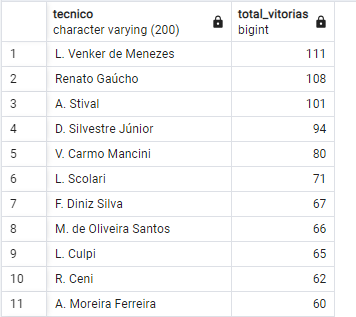 tecnico total_vitorias
character varying (200) bigint
1 L. Venker de Menezes 111
2 Renato Gaúcho 108
3 A. Stival 101
4 D. Silvestre Júnior 94
5 V. Carmo Mancini 80
6 L. Scolari 71
7 F. Diniz Silva 67
8 M. de Oliveira Santos 66
9 L. Culpi 65
10 R. Ceni 62
11 A. Moreira Ferreira 60